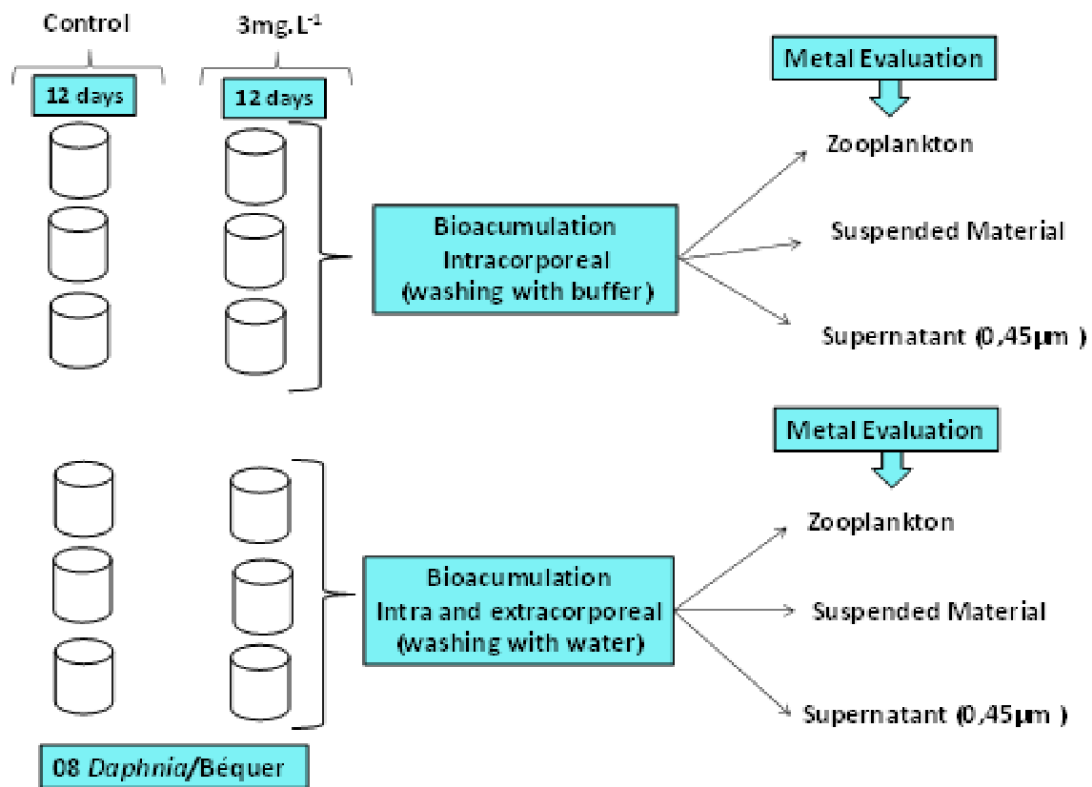 Control
3mg.L⁻¹
12 days
12 days
Metal Evaluation
Zooplankton
Bioacumulation
Intracorporeal
(washing with buffer)
Suspended Material
Supernatant (0,45µm )
Metal Evaluation
Zooplankton
Bioacumulation
Intra and extracorporeal
(washing with water)
Suspended Material
Supernatant (0,45µm )
08 Daphnia/Béquer